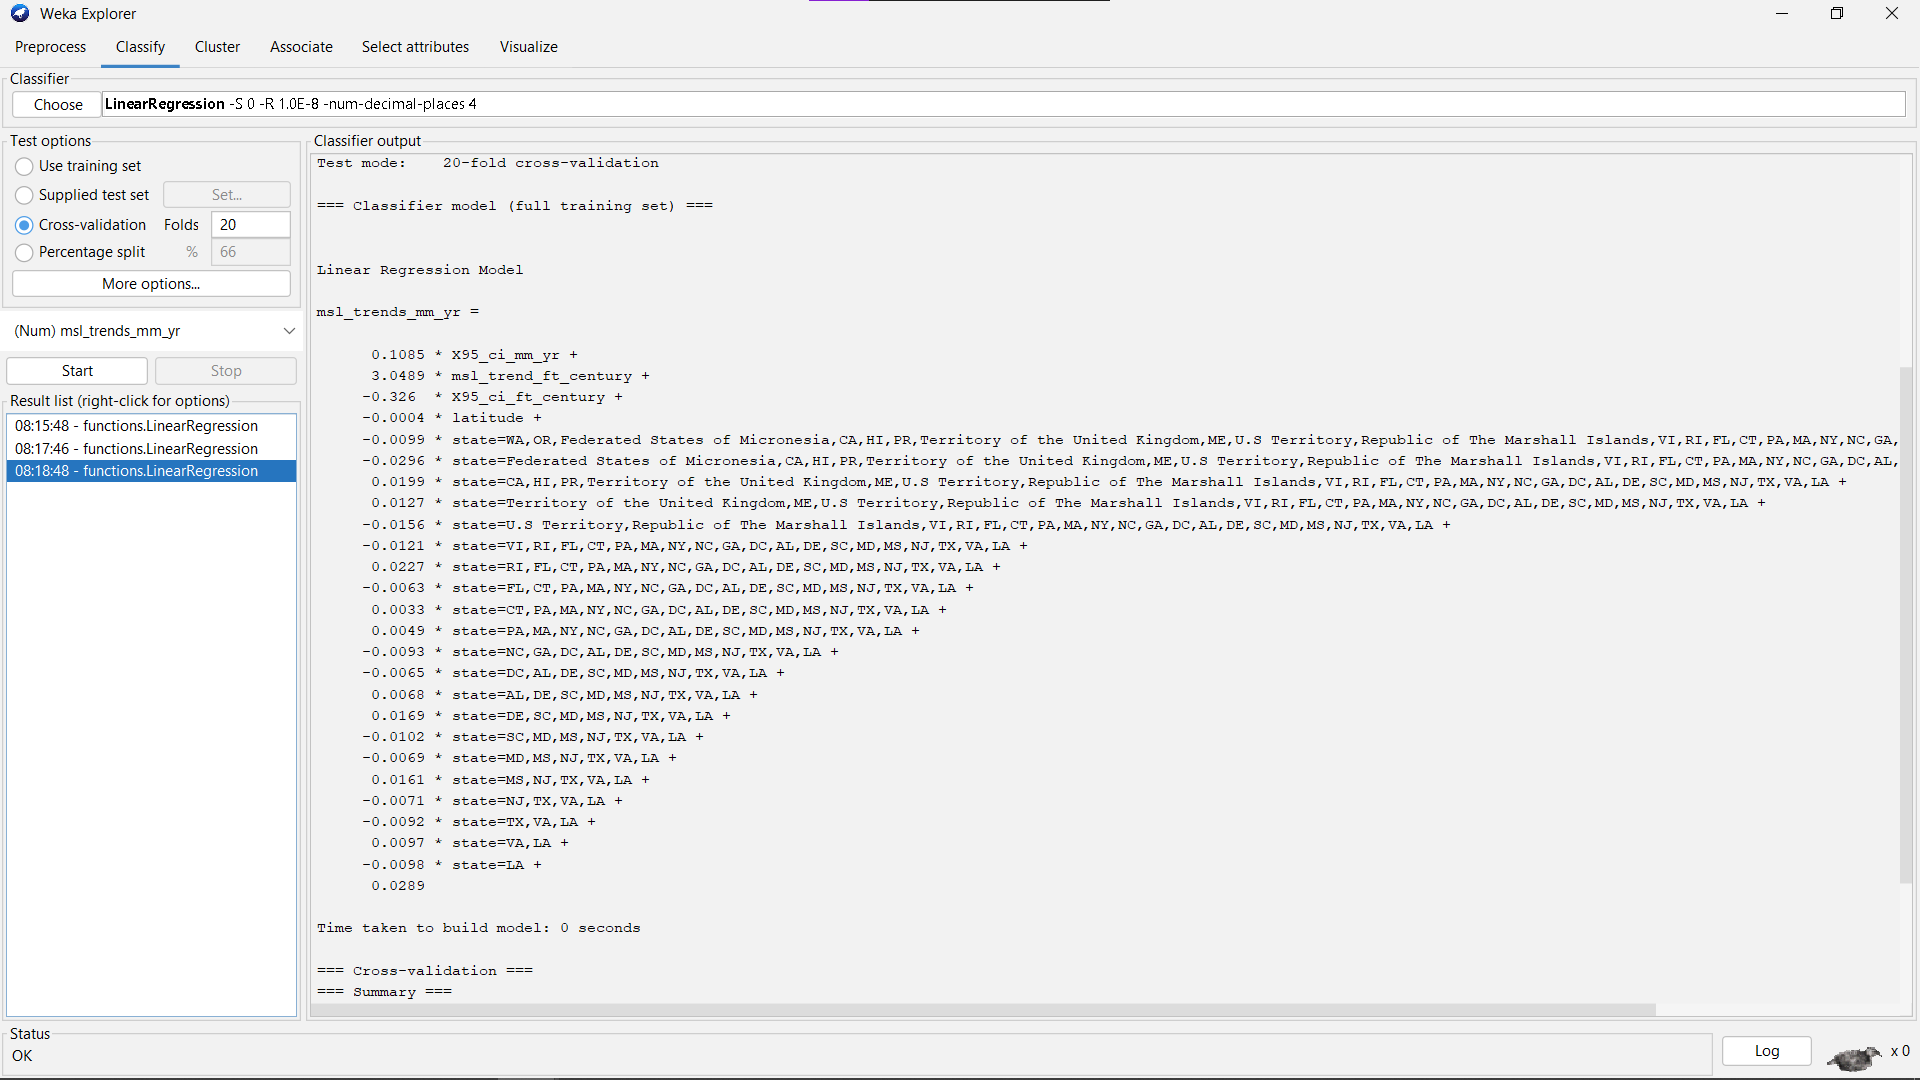 Weka Explorer
Preprocess Classify Cluster Associate Select attributes Visualize
Classifier
Choose LinearRegression -S 0 -R 1.0E-8 -num-decimal-places 4
Test options
Use training set
Supplied test set Set...
Cross-validation Folds 20
Percentage split % 66
More options...
(Num) msl_trends_mm_yr
Start Stop
Result list (right-click for options)
08:15:48 - functions.LinearRegression
08:17:46 - functions.LinearRegression
08:18:48 - functions.LinearRegression
Classifier output
Test mode: 20-fold cross-validation
=== Classifier model (full training set) ===
Linear Regression Model
msl_trends_mm_yr =
0.1085 * X95_ci_mm_yr +
3.0489 * msl_trend_ft_century +
-0.326 * X95_ci_ft_century +
-0.0004 * latitude +
-0.0099 * state=WA,OR,Federated States of Micronesia,CA,HI,PR,Territory of the United Kingdom,ME,U.S Territory,Republic of The Marshall Islands,VI,RI,FL,CT,PA,MA,NY,NC,GA,
-0.0296 * state=Federated States of Micronesia,CA,HI,PR,Territory of the United Kingdom,ME,U.S Territory,Republic of The Marshall Islands,VI,RI,FL,CT,PA,MA,NY,NC,GA,DC,AL,
0.0199 * state=CA,HI,PR,Territory of the United Kingdom,ME,U.S Territory,Republic of The Marshall Islands,VI,RI,FL,CT,PA,MA,NY,NC,GA,DC,AL,DE,SC,MD,MS,NJ,TX,VA,LA +
0.0127 * state=Territory of the United Kingdom,ME,U.S Territory,Republic of The Marshall Islands,VI,RI,FL,CT,PA,MA,NY,NC,GA,DC,AL,DE,SC,MD,MS,NJ,TX,VA,LA +
-0.0156 * state=U.S Territory,Republic of The Marshall Islands,VI,RI,FL,CT,PA,MA,NY,NC,GA,DC,AL,DE,SC,MD,MS,NJ,TX,VA,LA +
-0.0121 * state=VI,RI,FL,CT,PA,MA,NY,NC,GA,DC,AL,DE,SC,MD,MS,NJ,TX,VA,LA +
0.0227 * state=RI,FL,CT,PA,MA,NY,NC,GA,DC,AL,DE,SC,MD,MS,NJ,TX,VA,LA +
-0.0063 * state=FL,CT,PA,MA,NY,NC,GA,DC,AL,DE,SC,MD,MS,NJ,TX,VA,LA +
0.0033 * state=CT,PA,MA,NY,NC,GA,DC,AL,DE,SC,MD,MS,NJ,TX,VA,LA +
0.0049 * state=PA,MA,NY,NC,GA,DC,AL,DE,SC,MD,MS,NJ,TX,VA,LA +
-0.0093 * state=NC,GA,DC,AL,DE,SC,MD,MS,NJ,TX,VA,LA +
-0.0065 * state=DC,AL,DE,SC,MD,MS,NJ,TX,VA,LA +
0.0068 * state=AL,DE,SC,MD,MS,NJ,TX,VA,LA +
0.0169 * state=DE,SC,MD,MS,NJ,TX,VA,LA +
-0.0102 * state=SC,MD,MS,NJ,TX,VA,LA +
-0.0069 * state=MD,MS,NJ,TX,VA,LA +
0.0161 * state=MS,NJ,TX,VA,LA +
-0.0071 * state=NJ,TX,VA,LA +
-0.0092 * state=TX,VA,LA +
0.0097 * state=VA,LA +
-0.0098 * state=LA +
0.0289
Time taken to build model: 0 seconds
=== Cross-validation ===
=== Summary ===
Status
OK
Log x 0